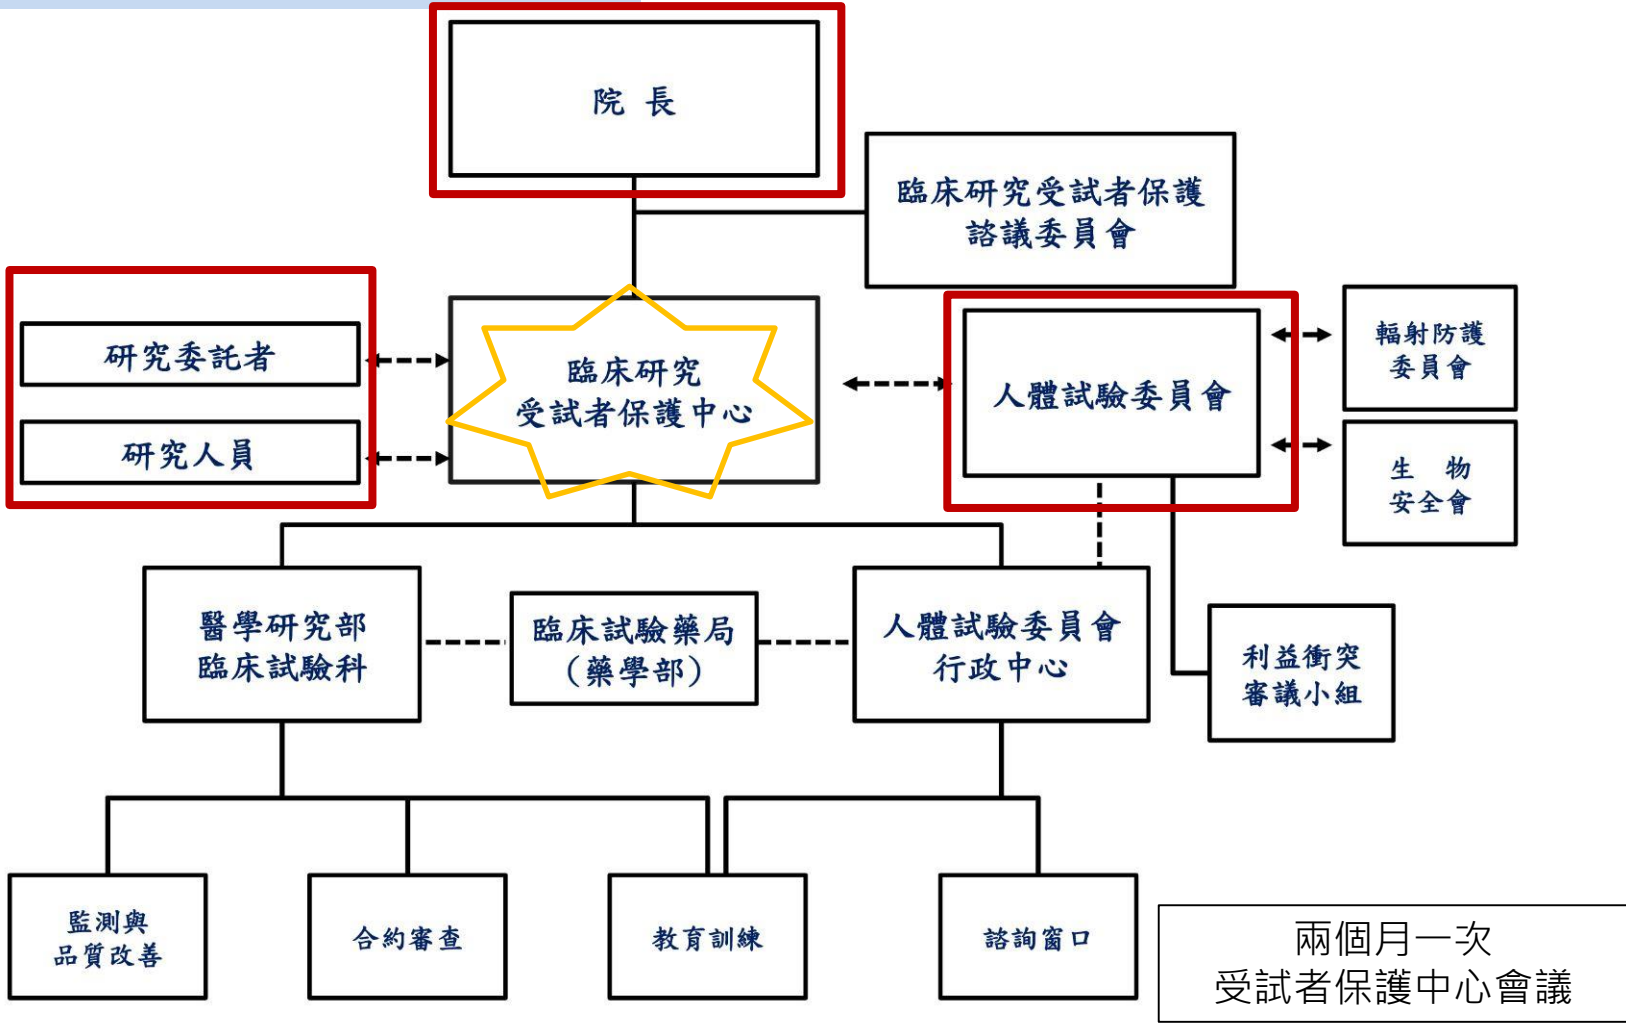 院 長
臨床研究受試者保護
諮議委員會
研究委託者
研究人員
臨床研究
受試者保護中心
人體試驗委員會
輻射防護
委員會
生 物
安全會
醫學研究部
臨床試驗科
臨床試驗藥局
（藥學部）
人體試驗委員會
行政中心
利益衝突
審議小組
監測與
品質改善
合約審查
教育訓練
諮詢窗口
兩個月一次
受試者保護中心會議